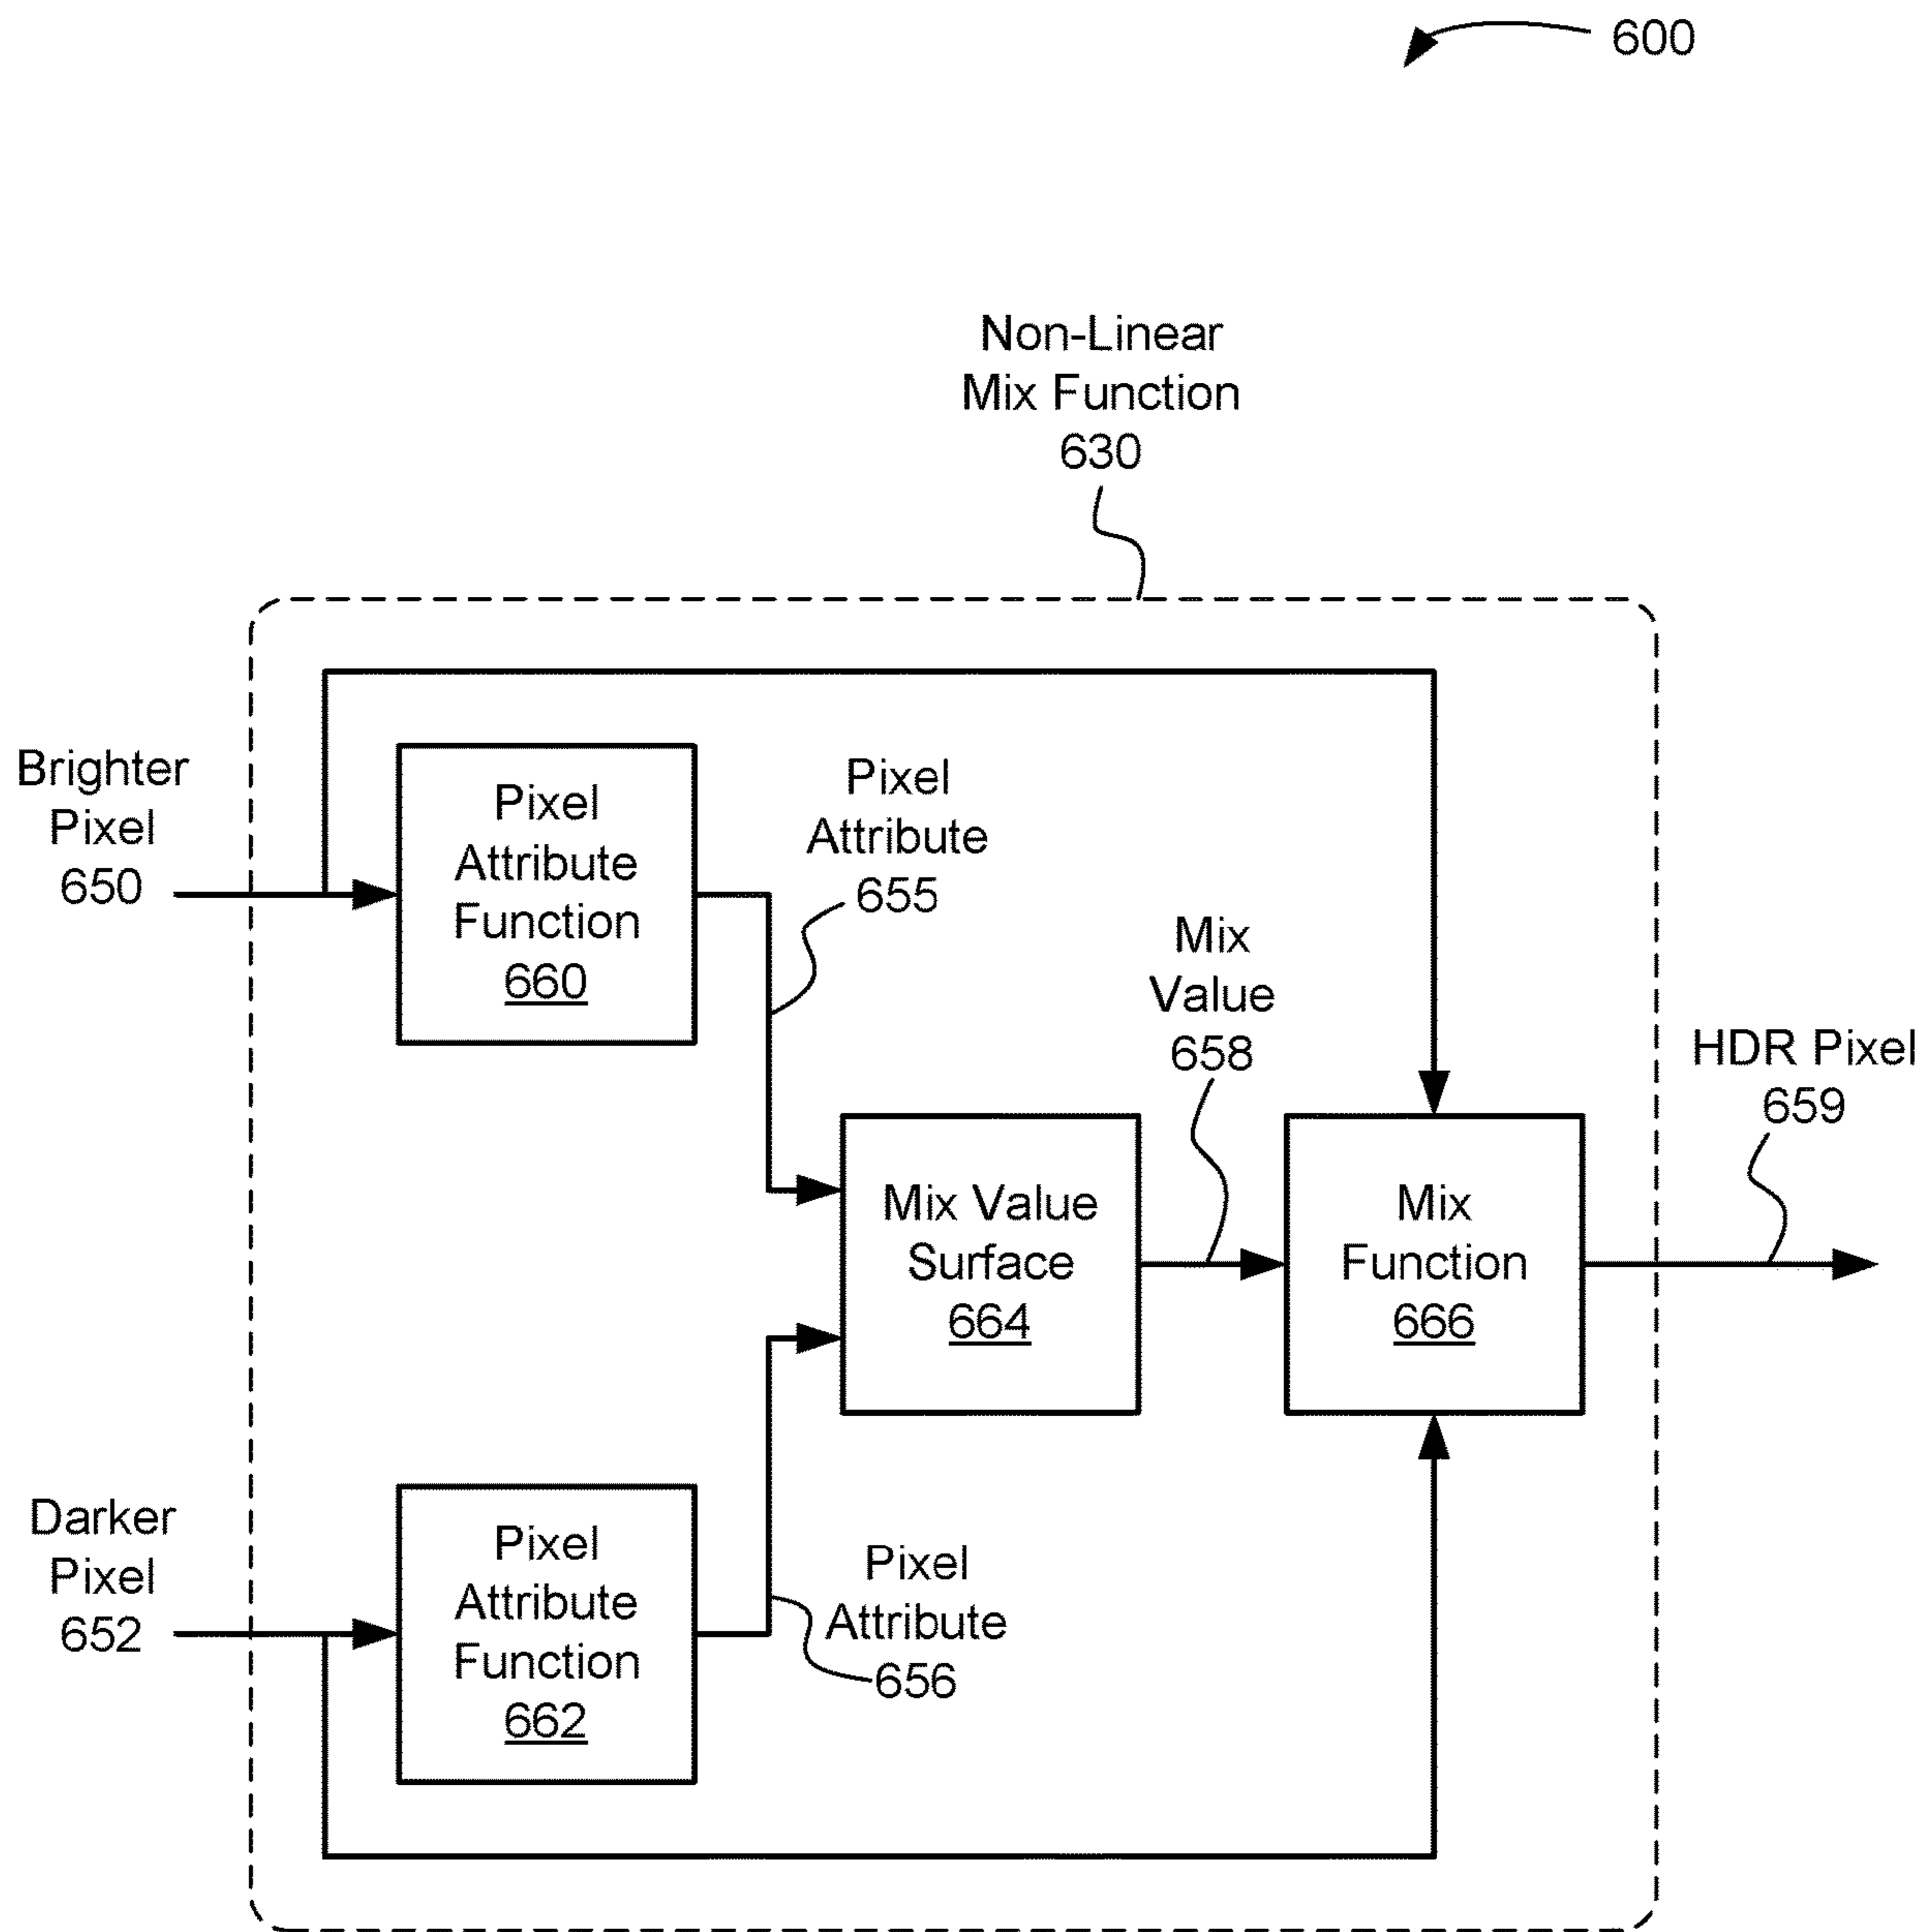 600
Non-Linear
Mix Function
630
Brighter
Pixel
650
Pixel
Attribute
Function
660
Pixel
Attribute
655
Mix
Value
658
HDR Pixel
659
Mix Value
Surface
664
Mix
Function
666
Darker
Pixel
652
Pixel
Attribute
Function
662
Pixel
Attribute
656